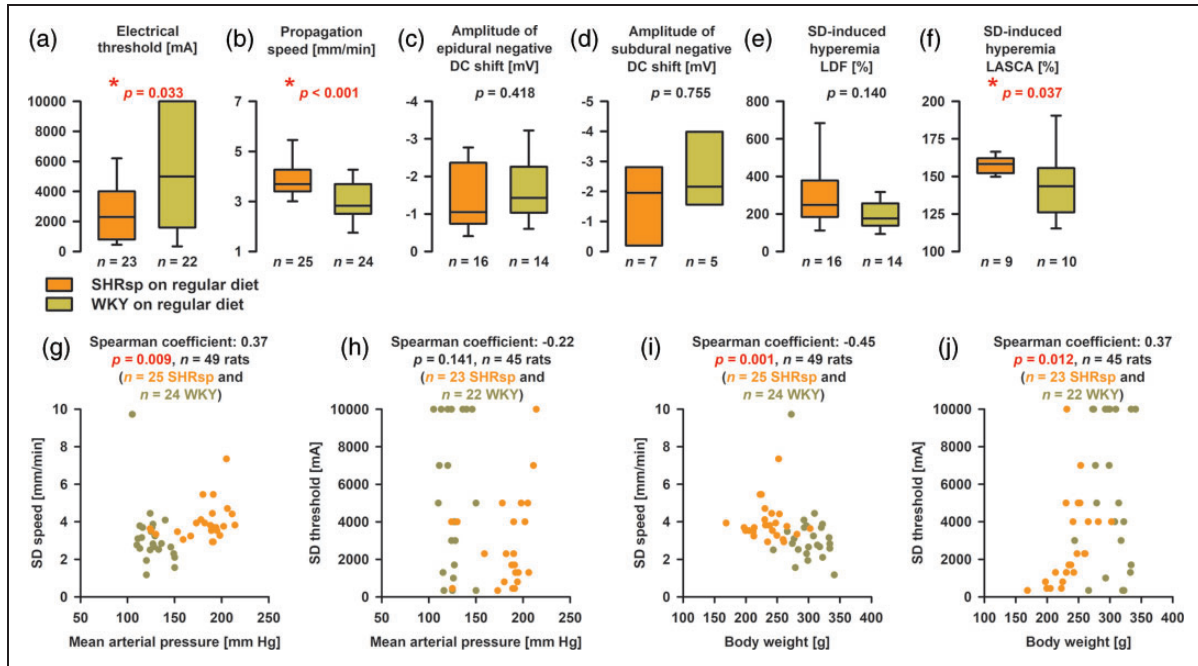 (a)
Electrical
threshold [mA]
* p = 0.033
10000
8000
6000
4000
2000
0
n = 23 n = 22
(b)
Propagation
speed [mm/min]
* p < 0.001
7
5
3
1
n = 25 n = 24
(c)
Amplitude of
epidural negative
DC shift [mV]
p = 0.418
-4
-3
-2
-1
0
n = 16 n = 14
(d)
Amplitude of
subdural negative
DC shift [mV]
p = 0.755
-5
-4
-3
-2
-1
0
n = 7 n = 5
(e)
SD-induced
hyperemia
LDF [%]
p = 0.140
800
600
400
200
0
n = 16 n = 14
(f)
SD-induced
hyperemia
LASCA [%]
* p = 0.037
200
175
150
125
100
n = 9 n = 10
SHRsp on regular diet
WKY on regular diet
(g)
Spearman coefficient: 0.37
p = 0.009, n = 49 rats
(n = 25 SHRsp and
n = 24 WKY)
SD speed [mm/min]
10
8
6
4
2
0
50 100 150 200 250
Mean arterial pressure [mm Hg]
(h)
Spearman coefficient: -0.22
p = 0.141, n = 45 rats
(n = 23 SHRsp and
n = 22 WKY)
SD threshold [mA]
10000
8000
6000
4000
2000
0
50 100 150 200 250
Mean arterial pressure [mm Hg]
(i)
Spearman coefficient: -0.45
p = 0.001, n = 49 rats
(n = 25 SHRsp and
n = 24 WKY)
SD speed [mm/min]
10
8
6
4
2
0
100 150 200 250 300 350 400
Body weight [g]
(j)
Spearman coefficient: 0.37
p = 0.012, n = 45 rats
(n = 23 SHRsp and
n = 22 WKY)
SD threshold [mA]
10000
8000
6000
4000
2000
0
100 150 200 250 300 350 400
Body weight [g]